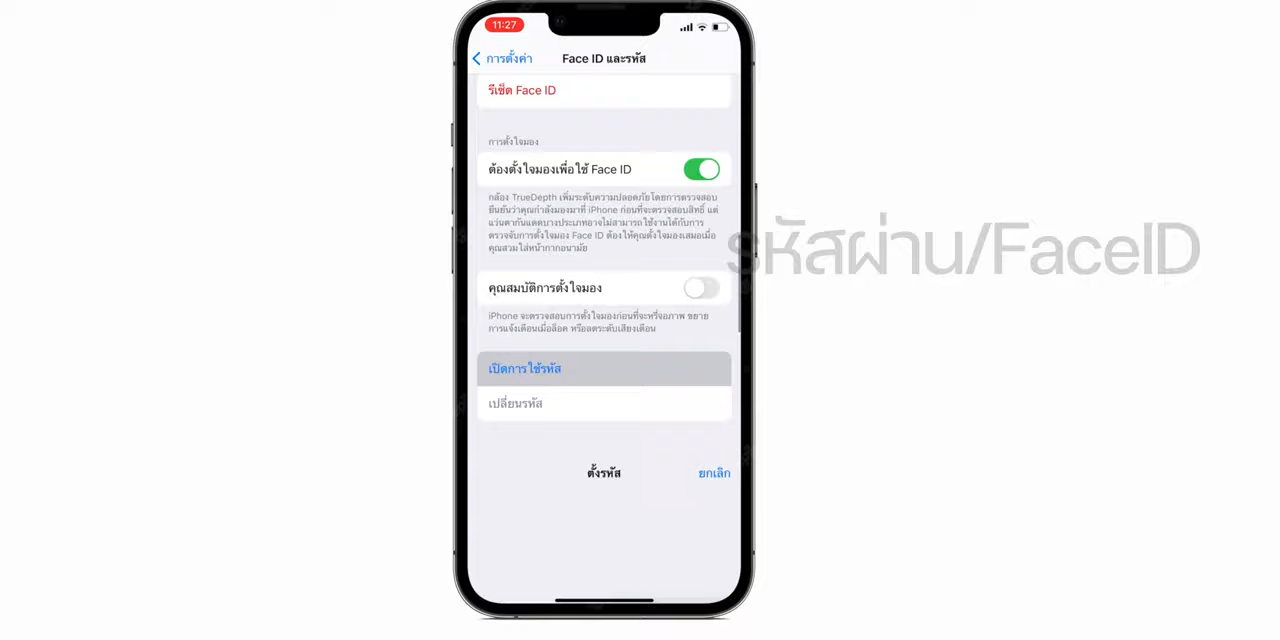 11:27
การตั้งค่า
Face ID และรหัส
รีเซ็ต Face ID
การตั้งใจมอง
ต้องตั้งใจมองเพื่อใช้ Face ID
กล้อง TrueDepth เพิ่มระดับความปลอดภัยโดยการตรวจสอบ
ยืนยันว่าคุณกำลังมองมาที่ iPhone ก่อนที่จะตรวจสอบสิทธิ์ แต่
แว่นตากันแดดบางประเภทอาจไม่สามารถใช้งานได้กับการ
ตรวจจับการตั้งใจมอง Face ID ต้องให้คุณตั้งใจมองเสมอเมื่อ
คุณสวมใส่หน้ากากอนามัย
รหัสผ่าน/FaceID
คุณสมบัติการตั้งใจมอง
iPhone จะตรวจสอบการตั้งใจมองก่อนที่จะหรี่จอภาพ ขยาย
การแจ้งเตือนเมื่อล็อค หรือลดระดับเสียงเตือน
เปิดการใช้รหัส
เปลี่ยนรหัส
ตั้งรหัส
ยกเลิก